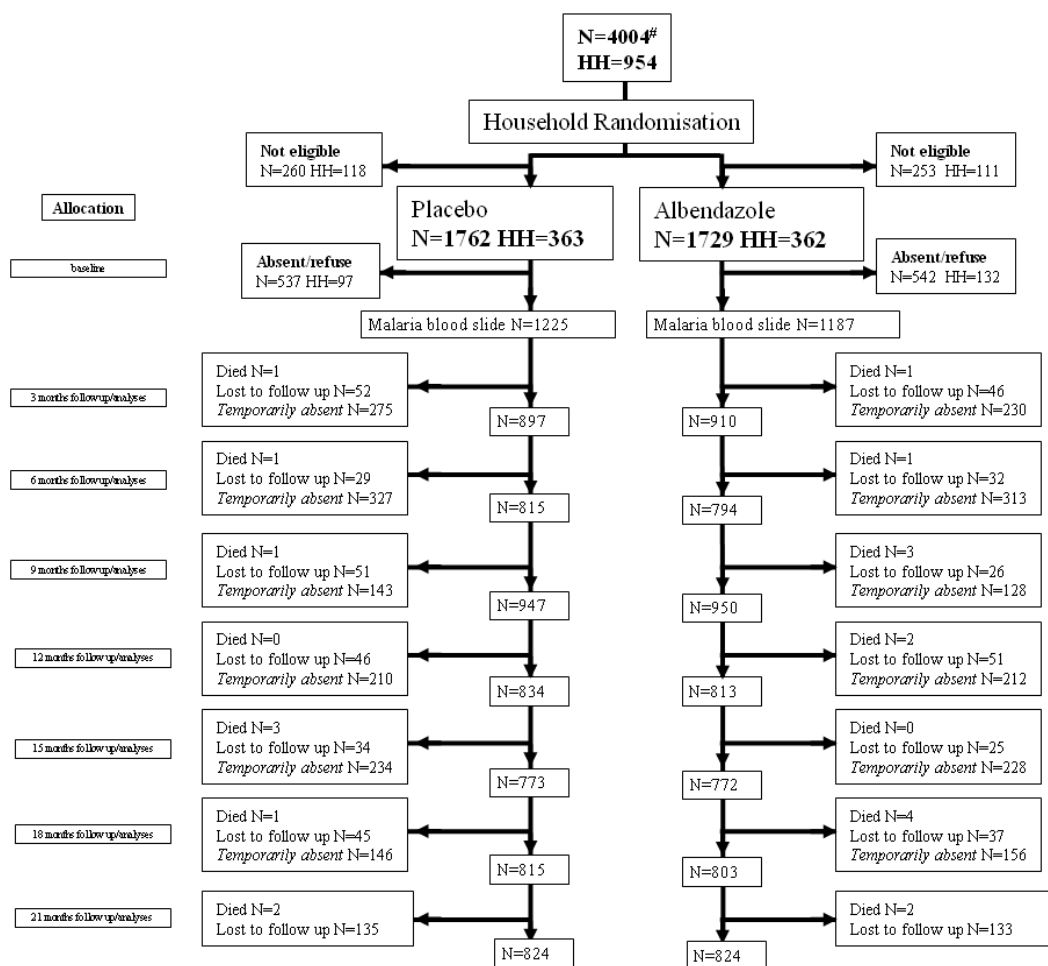 N=4004#
HH=954
Household Randomisation
Not eligible
N=260 HH=118
Not eligible
N=253 HH=111
Allocation
Placebo
N=1762 HH=363
Albendazole
N=1729 HH=362
baseline
Absent/refuse
N=537 HH=97
Absent/refuse
N=542 HH=132
Malaria blood slide N=1225
Malaria blood slide N=1187
3 months follow up/analyses
Died N=1
Lost to follow up N=52
Temporarily absent N=275
N=897
N=910
Died N=1
Lost to follow up N=46
Temporarily absent N=230
6 months follow up/analyses
Died N=1
Lost to follow up N=29
Temporarily absent N=327
N=815
N=794
Died N=1
Lost to follow up N=32
Temporarily absent N=313
9 months follow up/analyses
Died N=1
Lost to follow up N=51
Temporarily absent N=143
N=947
N=950
Died N=3
Lost to follow up N=26
Temporarily absent N=128
12 months follow up/analyses
Died N=0
Lost to follow up N=46
Temporarily absent N=210
N=834
N=813
Died N=2
Lost to follow up N=51
Temporarily absent N=212
15 months follow up/analyses
Died N=3
Lost to follow up N=34
Temporarily absent N=234
N=773
N=772
Died N=0
Lost to follow up N=25
Temporarily absent N=228
18 months follow up/analyses
Died N=1
Lost to follow up N=45
Temporarily absent N=146
N=815
N=803
Died N=4
Lost to follow up N=37
Temporarily absent N=156
21 months follow up/analyses
Died N=2
Lost to follow up N=135
N=824
N=824
Died N=2
Lost to follow up N=133